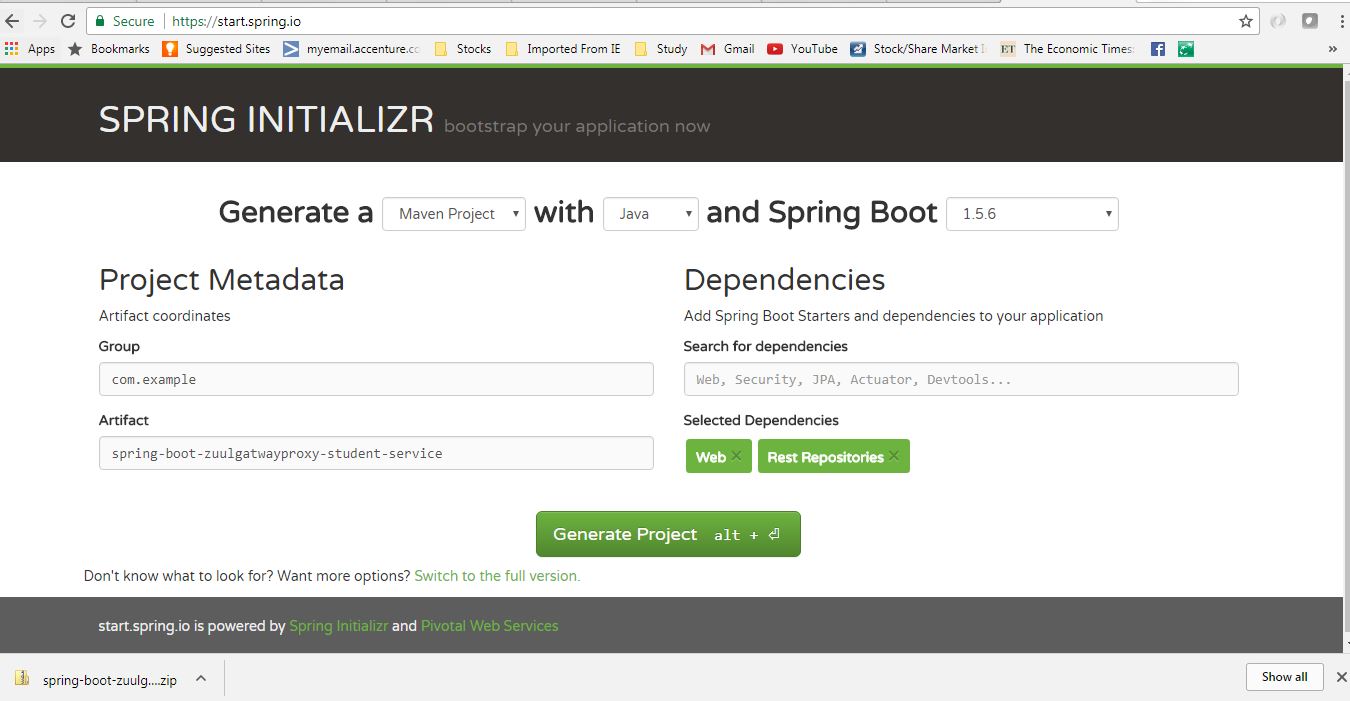 Secure https://start.spring.io
Apps Bookmarks Suggested Sites myemail.accenture.co Stocks Imported From IE Study Gmail YouTube Stock/Share Market I ET The Economic Times: »
SPRING INITIALIZR bootstrap your application now
Generate a Maven Project with Java and Spring Boot 1.5.6
Project Metadata
Artifact coordinates
Group
com.example
Artifact
spring-boot-zuulgatwayproxy-student-service
Dependencies
Add Spring Boot Starters and dependencies to your application
Search for dependencies
Web, Security, JPA, Actuator, Devtools...
Selected Dependencies
Web × Rest Repositories ×
Generate Project alt + ⏎
Don't know what to look for? Want more options? Switch to the full version.
start.spring.io is powered by Spring Initializr and Pivotal Web Services
spring-boot-zuulg....zip Show all